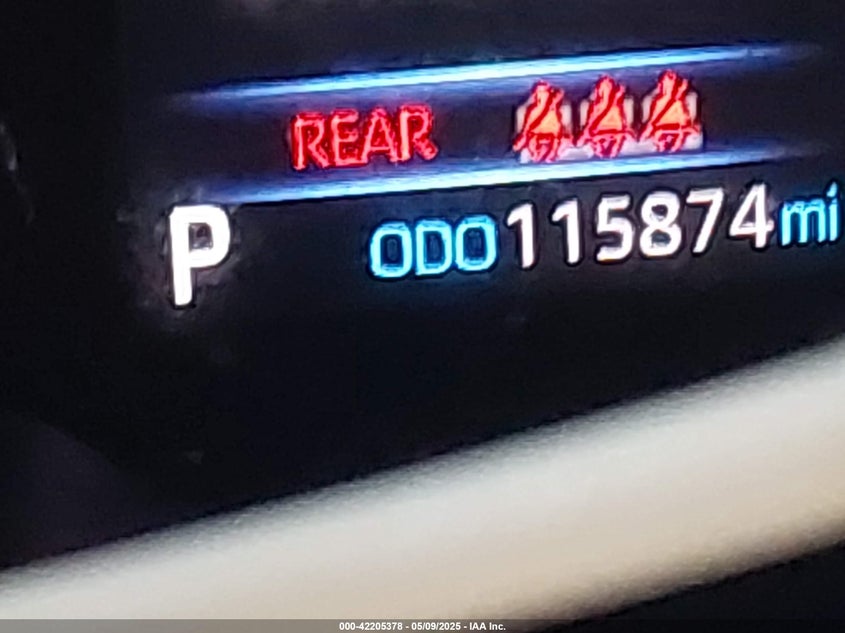 REAR
P ODO 115874 mi
000-42205378 - 05/09/2025 - IAA Inc.